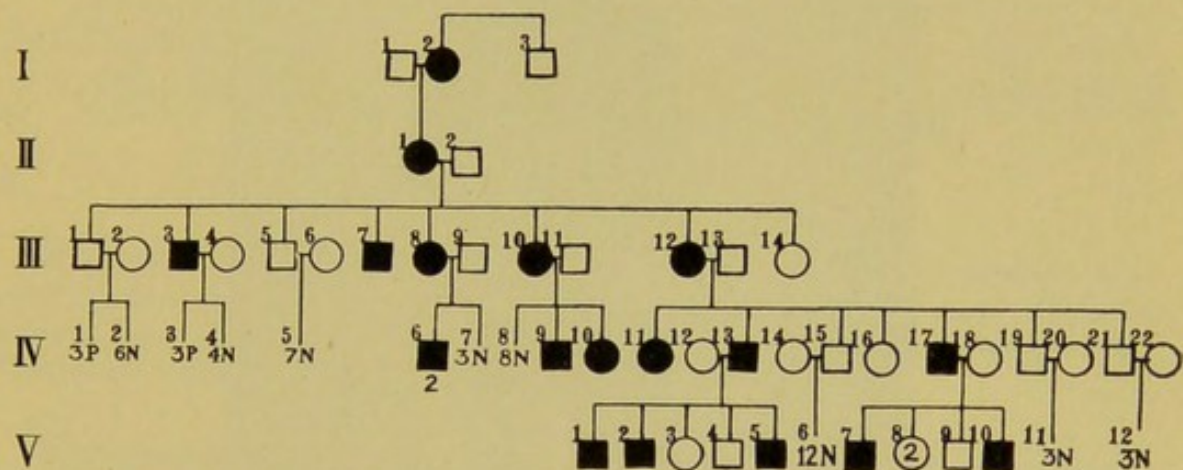 1 2 3
I
1 2
II
1 2 3 4 5 6 7 8 9 10 11 12 13 14
III
1 2 3 4 5 6 7 8 9 10 11 12 13 14 15 16 17 18 19 20 21 22
IV
3P 6N 3P 4N 7N 3N 8N
2
1 2 3 4 5 6 7 8 9 10 11 12
V
12N 2 3N 3N